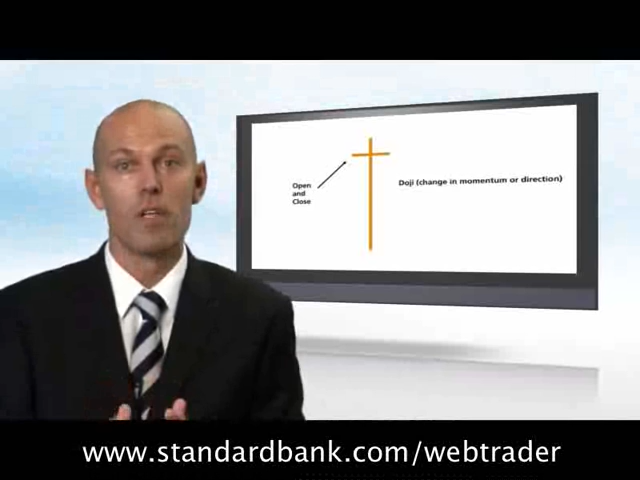 Open
and
Close
Doji (change in momentum or direction)
www.standardbank.com/webtrader